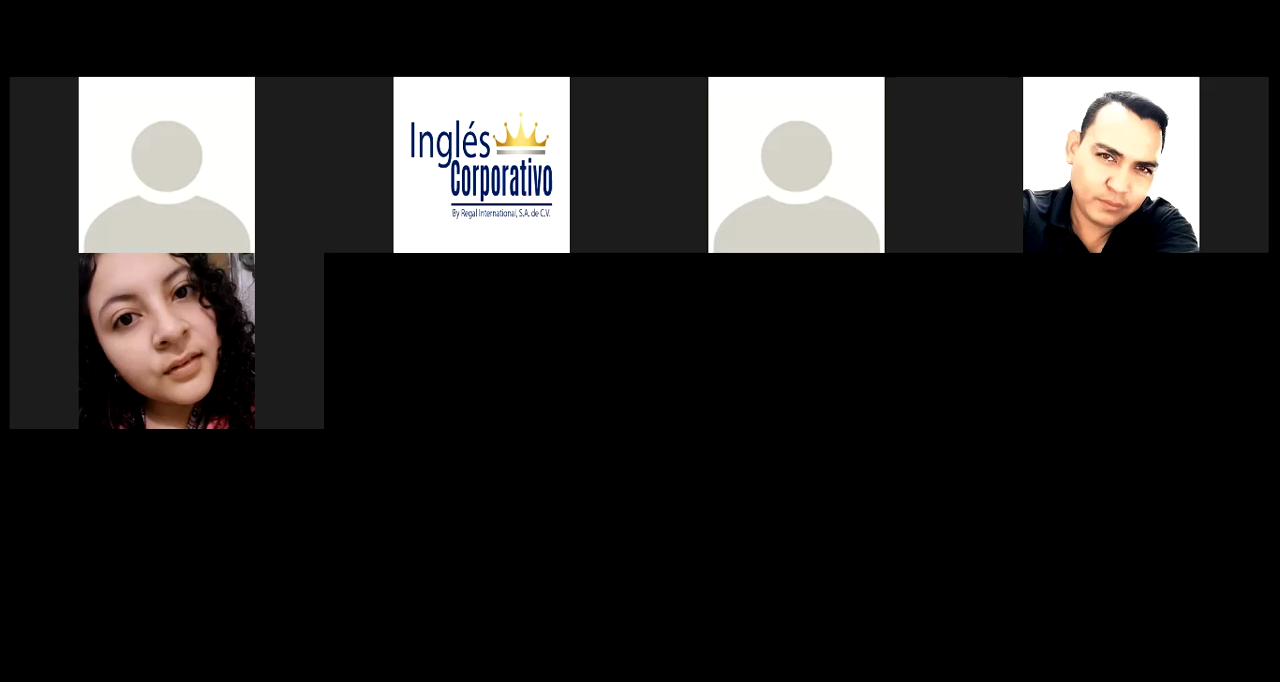 Inglés
Corporativo
By Regal International, S.A. de C.V.